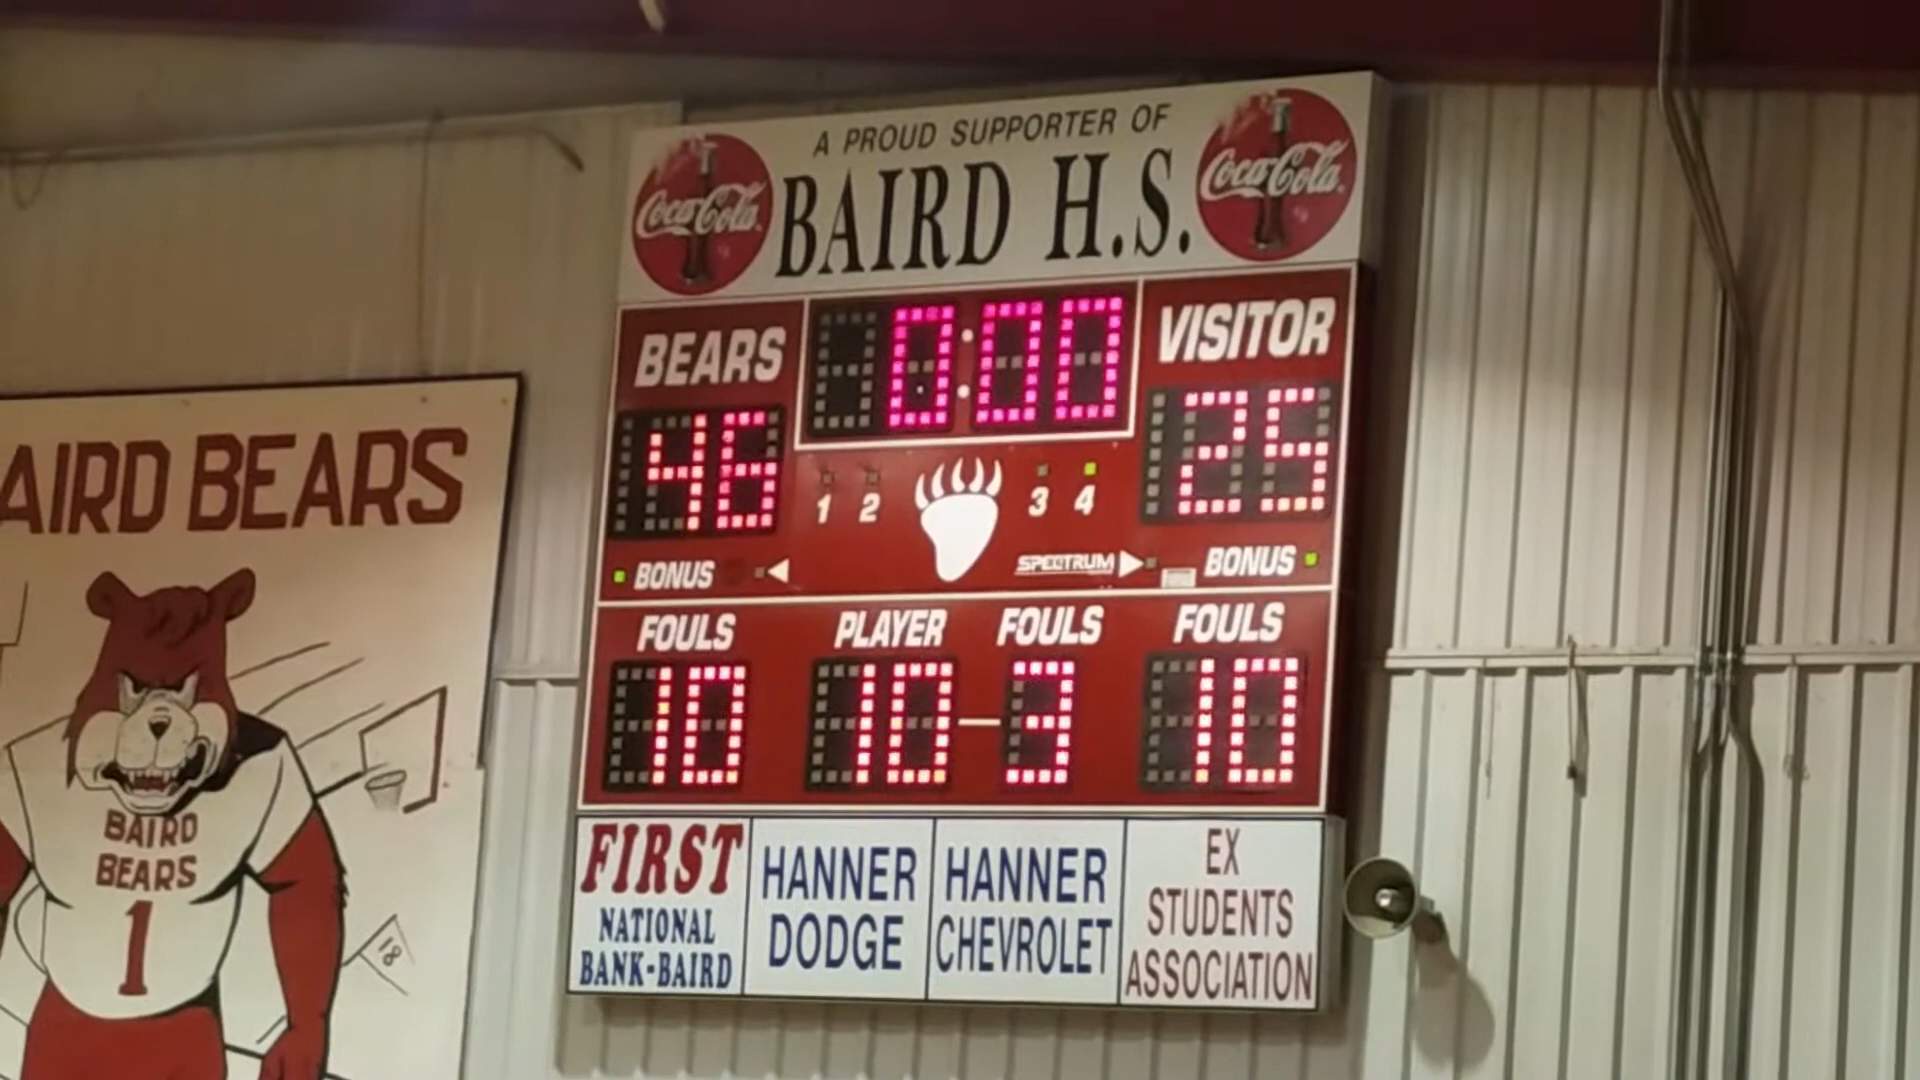 A PROUD SUPPORTER OF
BAIRD H.S.
Coca-Cola
Coca-Cola
BEARS
0:00
VISITOR
46
25
1 2 3 4
BONUS
SPECTRUM
BONUS
FOULS
PLAYER
FOULS
FOULS
10
10-3
10
FIRST
NATIONAL
BANK-BAIRD
HANNER
DODGE
HANNER
CHEVROLET
EX
STUDENTS
ASSOCIATION
AIRD BEARS
BAIRD
BEARS
1
18